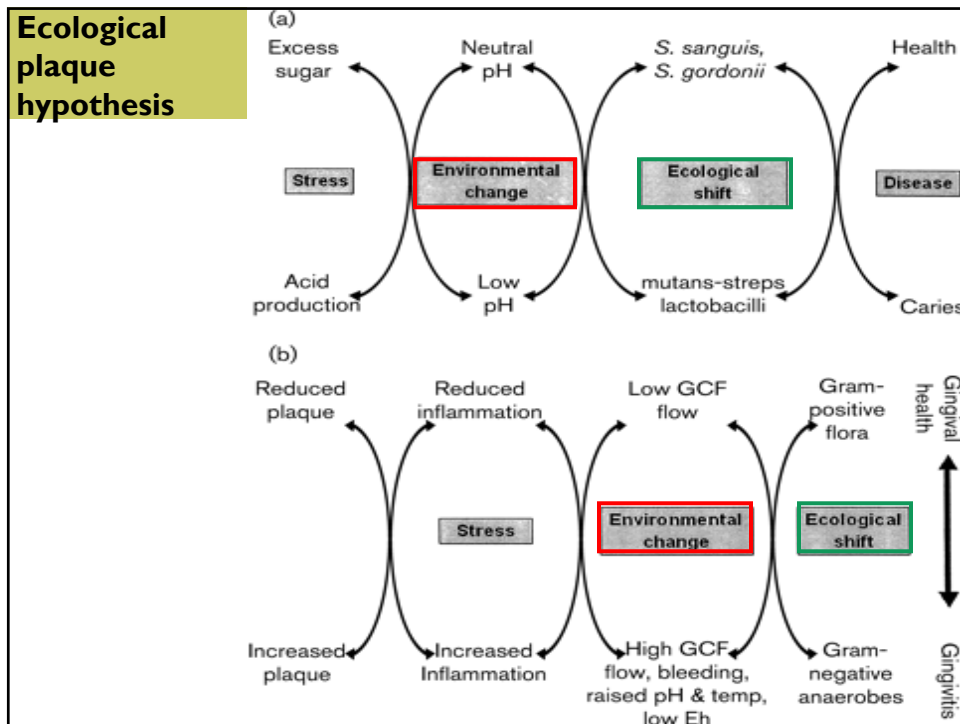 Ecological
plaque
hypothesis
(a)
Excess
sugar
Neutral
pH
S. sanguis,
S. gordonii
Health
Stress
Environmental
change
Ecological
shift
Disease
Acid
production
Low
pH
mutans-streps
lactobacilli
Caries
(b)
Reduced
plaque
Reduced
inflammation
Low GCF
flow
Gram-
positive
flora
Gingival
health
Stress
Environmental
change
Ecological
shift
Increased
plaque
Increased
Inflammation
High GCF
flow, bleeding,
raised pH & temp,
low Eh
Gram-
negative
anaerobes
Gingivitis